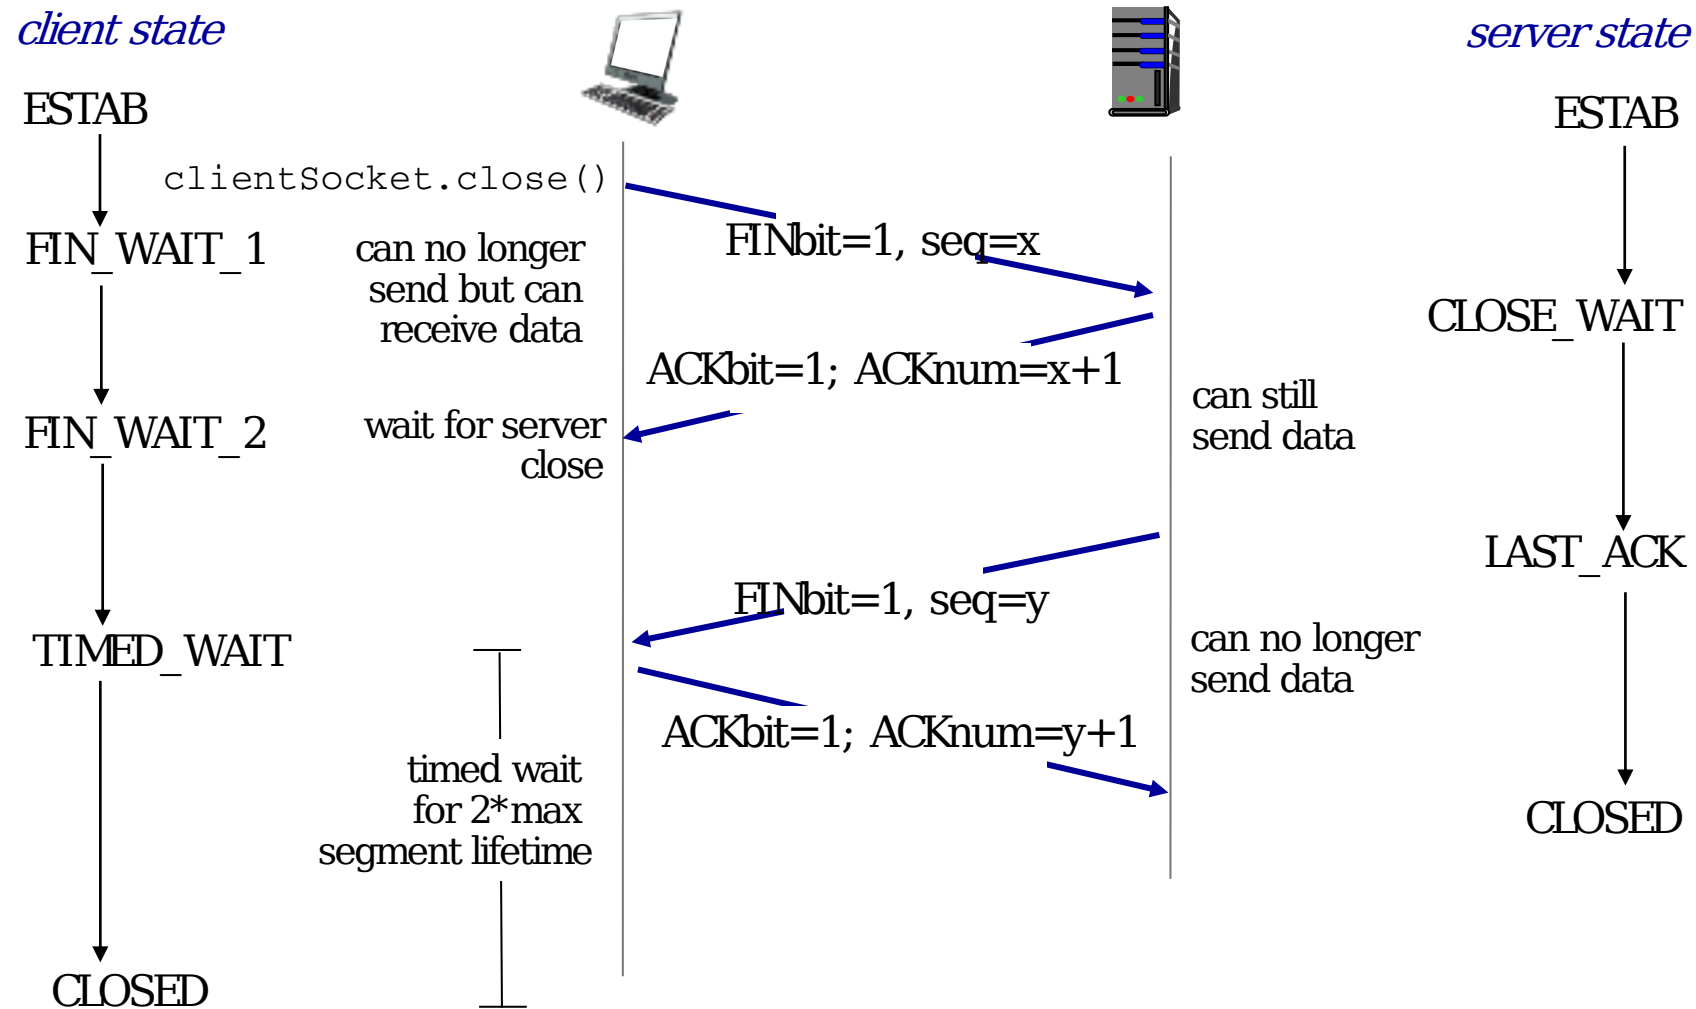 client state
server state
ESTAB
ESTAB
clientSocket.close()
FIN_WAIT_1
can no longer
send but can
receive data
FINbit=1, seq=x
CLOSE_WAIT
ACKbit=1; ACKnum=x+1
can still
send data
FIN_WAIT_2
wait for server
close
LAST_ACK
FINbit=1, seq=y
TIMED_WAIT
can no longer
send data
ACKbit=1; ACKnum=y+1
timed wait
for 2*max
segment lifetime
CLOSED
CLOSED